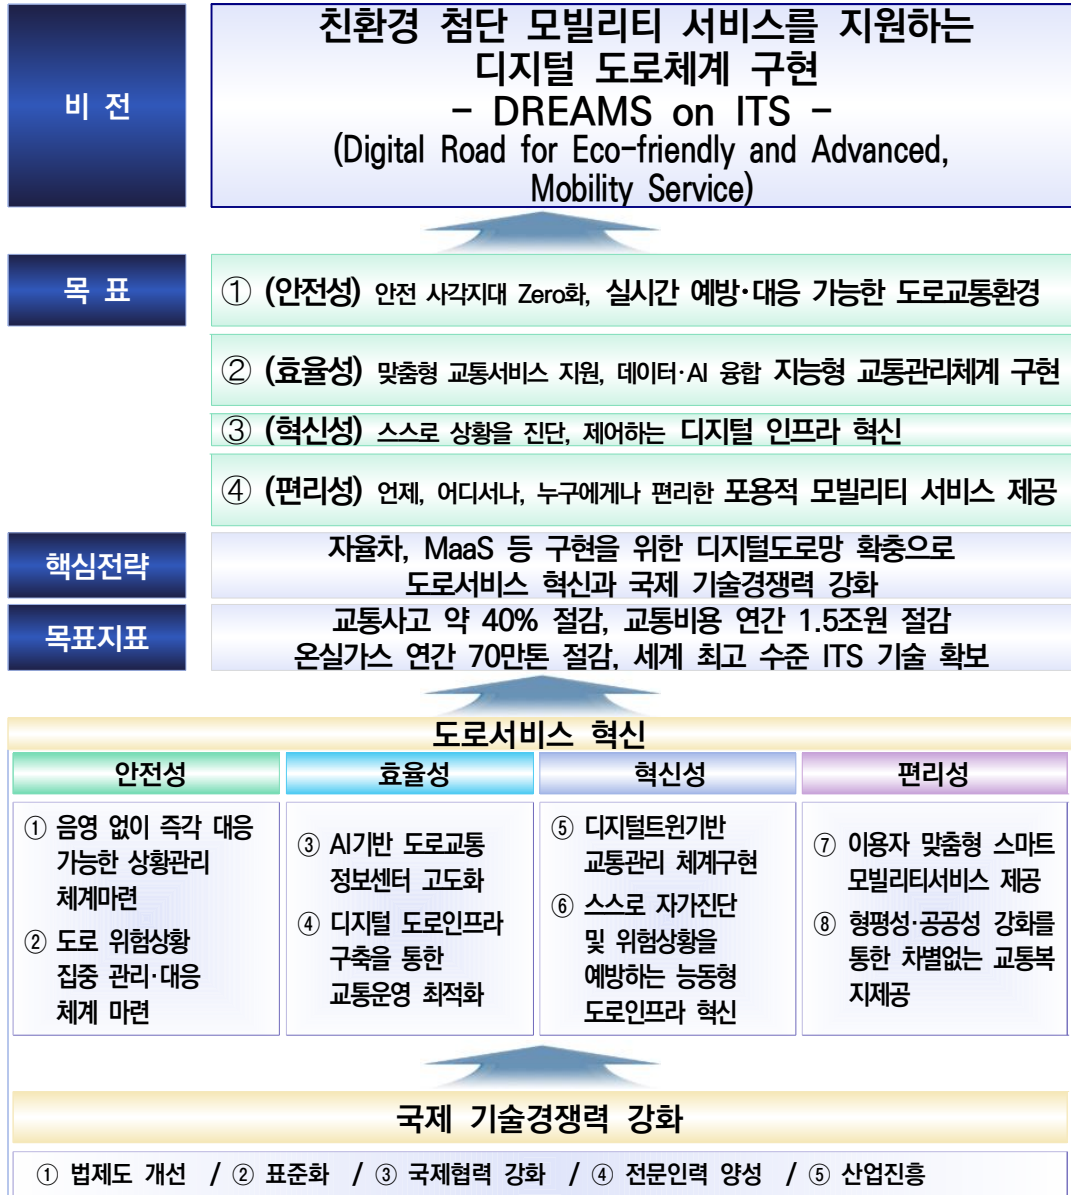 비 전
친환경 첨단 모빌리티 서비스를 지원하는
디지털 도로체계 구현
- DREAMS on ITS -
(Digital Road for Eco-friendly and Advanced,
Mobility Service)
목 표
① (안전성) 안전 사각지대 Zero화, 실시간 예방·대응 가능한 도로교통환경
② (효율성) 맞춤형 교통서비스 지원, 데이터·AI 융합 지능형 교통관리체계 구현
③ (혁신성) 스스로 상황을 진단, 제어하는 디지털 인프라 혁신
④ (편리성) 언제, 어디서나, 누구에게나 편리한 포용적 모빌리티 서비스 제공
핵심전략
자율차, MaaS 등 구현을 위한 디지털도로망 확충으로
도로서비스 혁신과 국제 기술경쟁력 강화
목표지표
교통사고 약 40% 절감, 교통비용 연간 1.5조원 절감
온실가스 연간 70만톤 절감, 세계 최고 수준 ITS 기술 확보
도로서비스 혁신
안전성
① 음영 없이 즉각 대응
가능한 상황관리
체계마련
② 도로 위험상황
집중 관리·대응
체계 마련
효율성
③ AI기반 도로교통
정보센터 고도화
④ 디지털 도로인프라
구축을 통한
교통운영 최적화
혁신성
⑤ 디지털트윈기반
교통관리 체계구현
⑥ 스스로 자가진단
및 위험상황을
예방하는 능동형
도로인프라 혁신
편리성
⑦ 이용자 맞춤형 스마트
모빌리티서비스 제공
⑧ 형평성·공공성 강화를
통한 차별없는 교통복
지제공
국제 기술경쟁력 강화
① 법제도 개선 / ② 표준화 / ③ 국제협력 강화 / ④ 전문인력 양성 / ⑤ 산업진흥